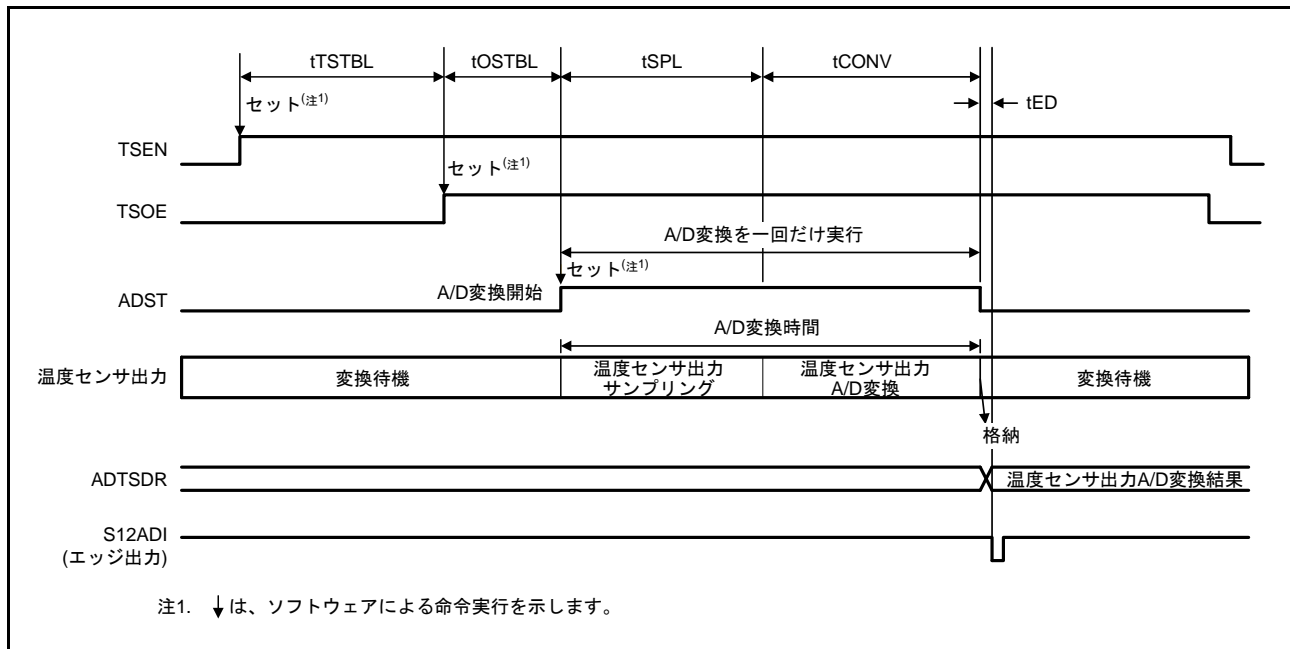 tTSTBL tOSTBL tSPL tCONV
tED
セット(注1)
TSEN
セット(注1)
TSOE
A/D変換を一回だけ実行
セット(注1)
ADST A/D変換開始
A/D変換時間
温度センサ出力 変換待機 温度センサ出力 温度センサ出力 変換待機
サンプリング A/D変換
格納
ADTSDR 温度センサ出力A/D変換結果
S12ADI
(エッジ出力)
注1. ↓は、ソフトウェアによる命令実行を示します。